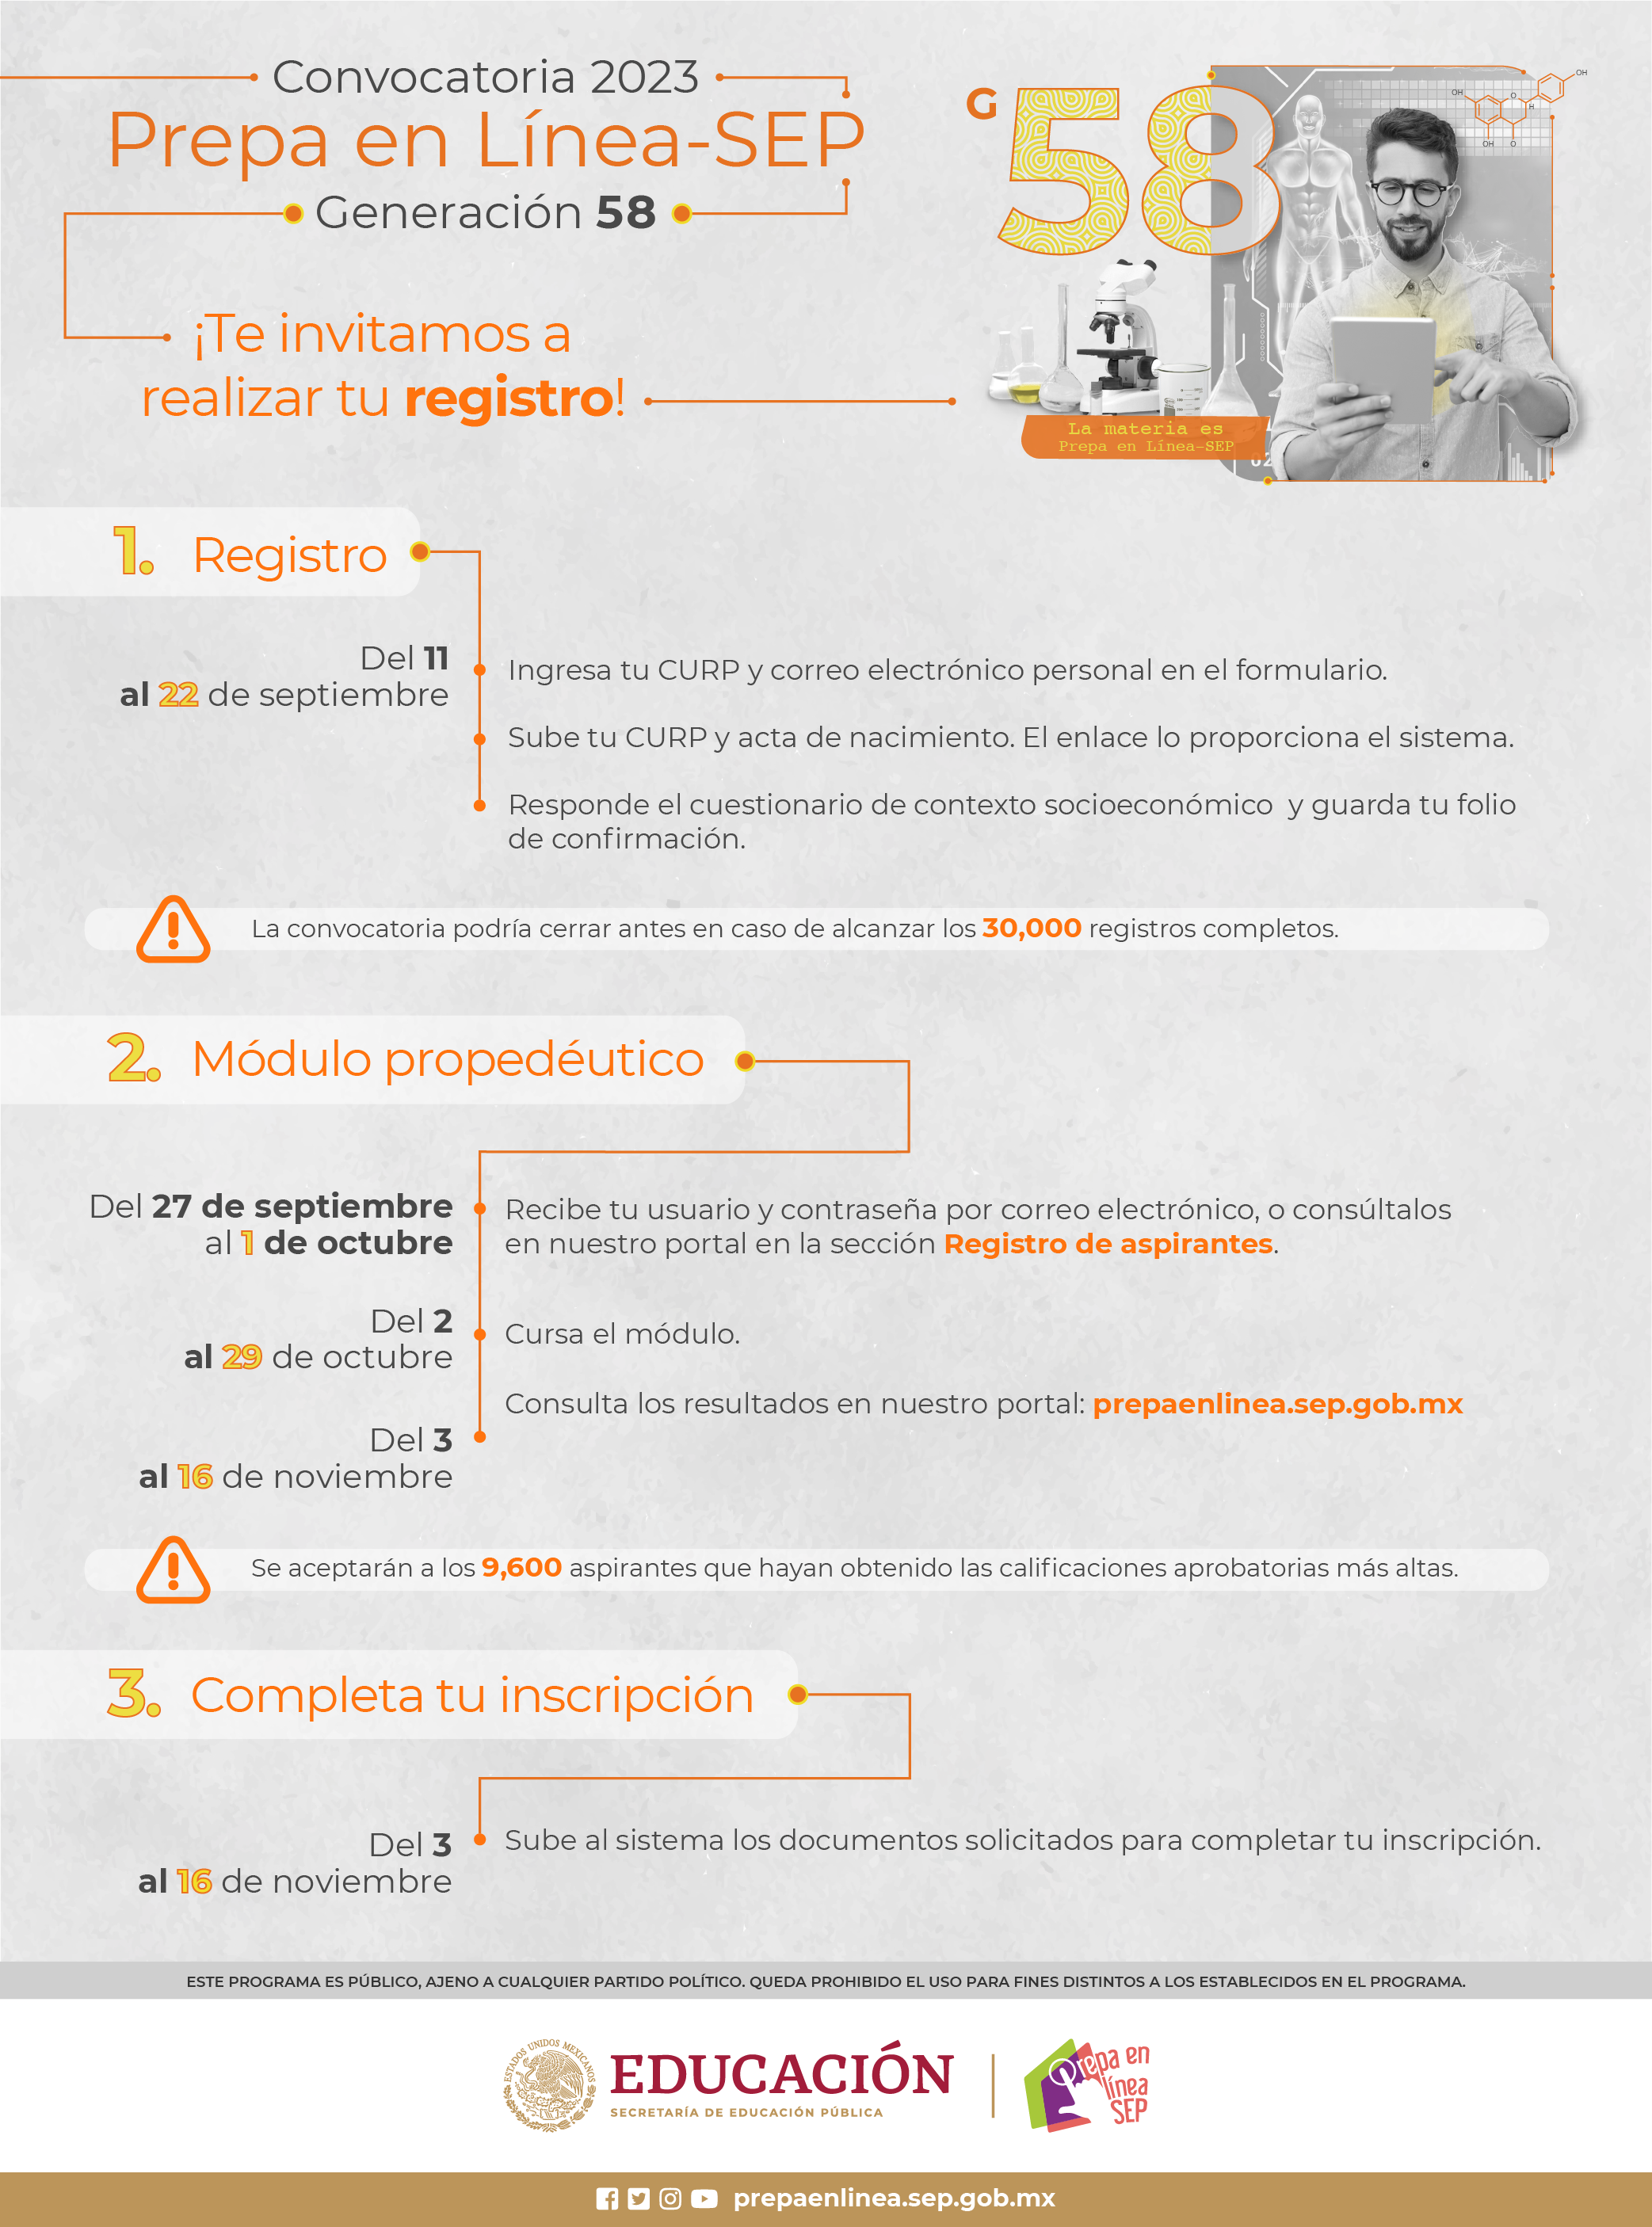 Convocatoria 2023
Prepa en Línea-SEP
Generación 58
¡Te invitamos a
realizar tu registro!
G 58
OH
OH
O
H
OH
O
La materia es
Prepa en Línea-SEP
02
1. Registro
Del 11
al 22 de septiembre
Ingresa tu CURP y correo electrónico personal en el formulario.
Sube tu CURP y acta de nacimiento. El enlace lo proporciona el sistema.
Responde el cuestionario de contexto socioeconómico y guarda tu folio
de confirmación.
La convocatoria podría cerrar antes en caso de alcanzar los 30,000 registros completos.
2. Módulo propedéutico
Del 27 de septiembre
al 1 de octubre
Recibe tu usuario y contraseña por correo electrónico, o consúltalos
en nuestro portal en la sección Registro de aspirantes.
Del 2
al 29 de octubre
Cursa el módulo.
Consulta los resultados en nuestro portal: prepaenlinea.sep.gob.mx
Del 3
al 16 de noviembre
Se aceptarán a los 9,600 aspirantes que hayan obtenido las calificaciones aprobatorias más altas.
3. Completa tu inscripción
Del 3
al 16 de noviembre
Sube al sistema los documentos solicitados para completar tu inscripción.
ESTE PROGRAMA ES PÚBLICO, AJENO A CUALQUIER PARTIDO POLÍTICO. QUEDA PROHIBIDO EL USO PARA FINES DISTINTOS A LOS ESTABLECIDOS EN EL PROGRAMA.
ESTADOS UNIDOS MEXICANOS
EDUCACIÓN
SECRETARÍA DE EDUCACIÓN PÚBLICA
Prepa en
línea
SEP
prepaenlinea.sep.gob.mx